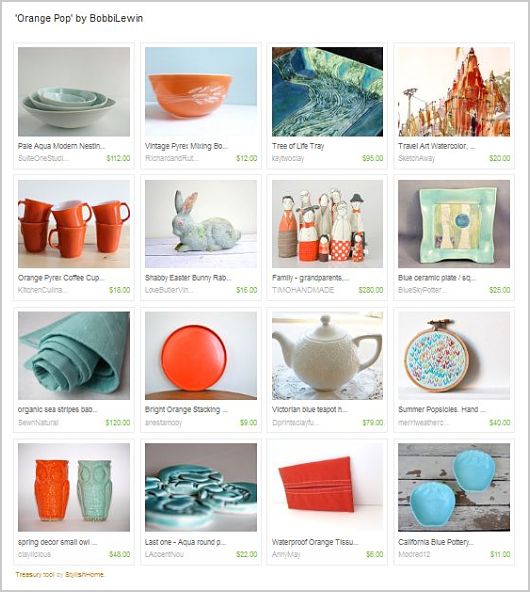 'Orange Pop' by BobbiLewin
Pale Aqua Modern Nestin... Vintage Pyrex Mixing Bo... Tree of Life Tray Travel Art Watercolor, ...
SuiteOneStudi... $112.00 RichardandRut... $12.00 kaytwoclay $95.00 SketchAway $20.00
Orange Pyrex Coffee Cup... Shabby Easter Bunny Rab... Family - grandparents,... Blue ceramic plate / sq...
KitchenCulina... $18.00 LoveButterVin... $16.00 TIMOHANDMADE $280.00 BlueSkyPotter... $25.00
organic sea stripes bab... Bright Orange Stacking ... Victorian blue teapot h... Summer Popsicles. Hand ...
SewnNatural $120.00 anestamoby $9.00 Dprintsclayfu... $79.00 merriweatherc... $40.00
spring decor small owl ... Last one - Aqua round p... Waterproof Orange Tissu... California Blue Pottery...
claylicious $48.00 LAccentNou $22.00 AnnyMay $6.00 Modred12 $11.00
Treasury tool by StylishHome.